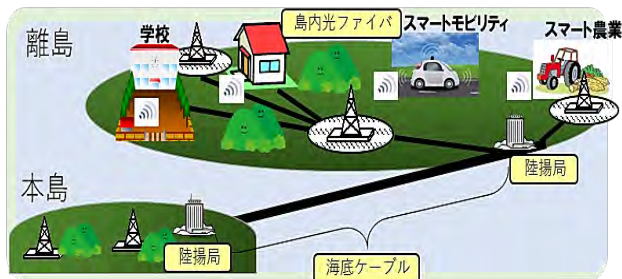 離島
学校
島内光ファイバ
スマートモビリティ
スマート農業
陸揚局
本島
陸揚局
海底ケーブル